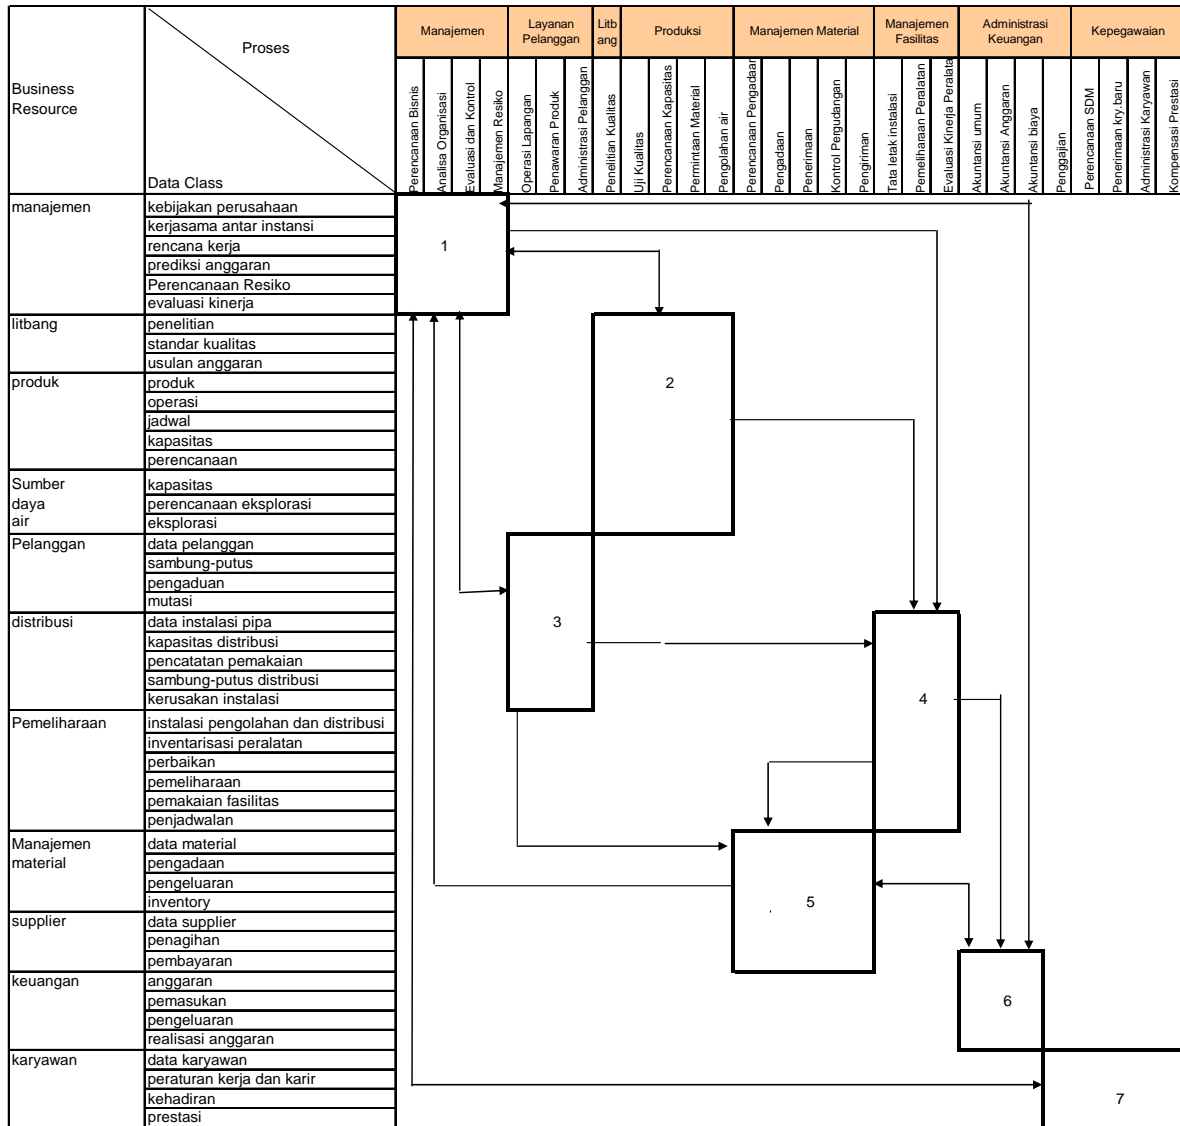 Proses
Business
Resource
Data Class
Manajemen
Layanan
Pelanggan
Litb
ang
Produksi
Manajemen Material
Manajemen
Fasilitas
Administrasi
Keuangan
Kepegawaian
Perencanaan Bisnis
Analisa Organisasi
Evaluasi dan Kontrol
Manajemen Resiko
Operasi Lapangan
Penawaran Produk
Administrasi Pelanggan
Penelitian Kualitas
Uji Kualitas
Perencanaan Kapasitas
Permintaan Material
Pengolahan air
Perencanaan Pengadaan
Pengadaan
Penerimaan
Kontrol Pergudangan
Pengiriman
Tata letak instalasi
Pemeliharaan Peralatan
Evaluasi Kinerja Peralata
Akuntansi umum
Akuntansi Anggaran
Akuntansi biaya
Penggajian
Perencanaan SDM
Penerimaan kry.baru
Administrasi Karyawan
Kompensasi Prestasi
manajemen
kebijakan perusahaan
kerjasama antar instansi
rencana kerja
prediksi anggaran
Perencanaan Resiko
evaluasi kinerja
1
litbang
penelitian
standar kualitas
usulan anggaran
produk
produk
operasi
jadwal
kapasitas
perencanaan
2
Sumber
daya
air
kapasitas
perencanaan eksplorasi
eksplorasi
Pelanggan
data pelanggan
sambung-putus
pengaduan
mutasi
3
distribusi
data instalasi pipa
kapasitas distribusi
pencatatan pemakaian
sambung-putus distribusi
kerusakan instalasi
4
Pemeliharaan
instalasi pengolahan dan distribusi
inventarisasi peralatan
perbaikan
pemeliharaan
pemakaian fasilitas
penjadwalan
Manajemen
material
data material
pengadaan
pengeluaran
inventory
5
supplier
data supplier
penagihan
pembayaran
keuangan
anggaran
pemasukan
pengeluaran
realisasi anggaran
6
karyawan
data karyawan
peraturan kerja dan karir
kehadiran
prestasi
7